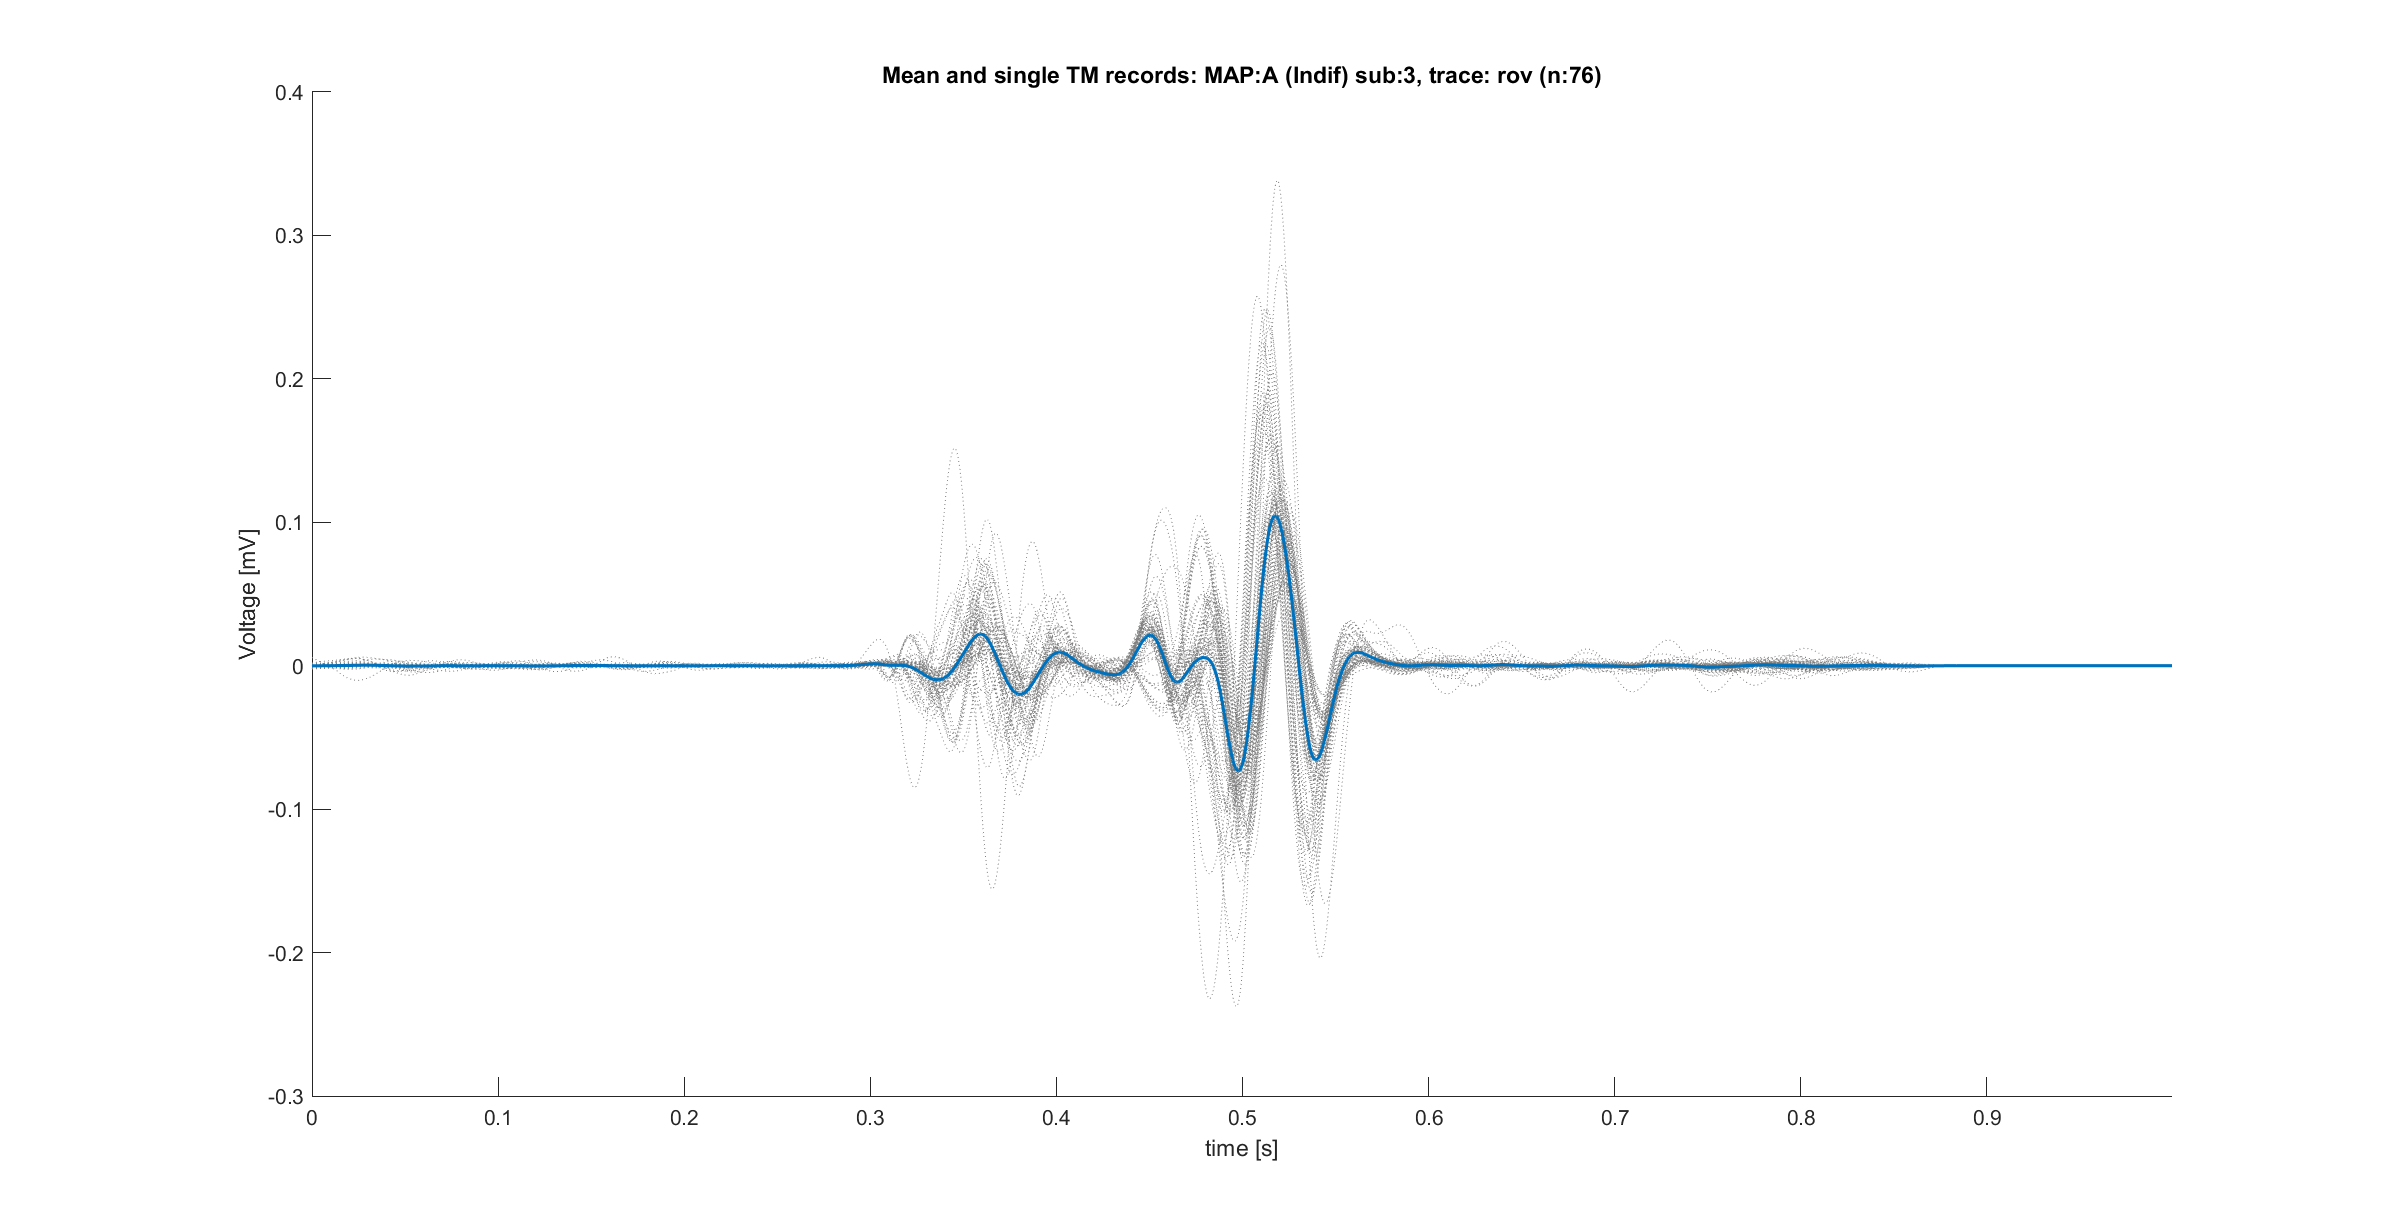 Mean and single TM records: MAP:A (Indif) sub:3, trace: rov (n:76)
0.4
0.3
0.2
0.1
0
-0.1
-0.2
-0.3
Voltage [mV]
0 0.1 0.2 0.3 0.4 0.5 0.6 0.7 0.8 0.9
time [s]